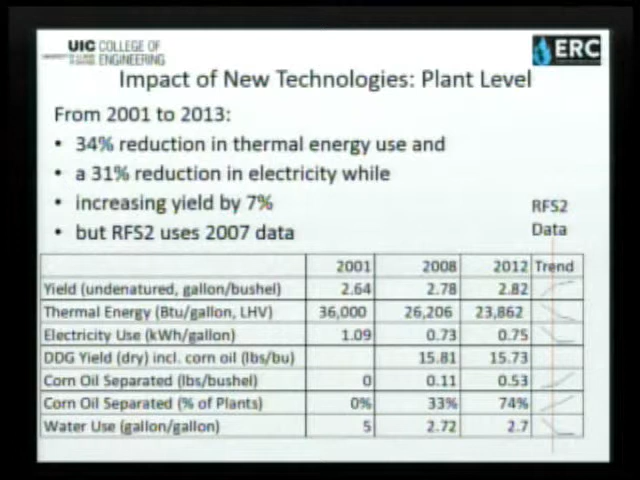 UIC COLLEGE OF
ENGINEERING
ERC
Impact of New Technologies: Plant Level
From 2001 to 2013:
• 34% reduction in thermal energy use and
• a 31% reduction in electricity while
• increasing yield by 7%
• but RFS2 uses 2007 data
RFS2
Data
2001 2008 2012 Trend
Yield (undenatured, gallon/bushel) 2.64 2.78 2.82
Thermal Energy (Btu/gallon, LHV) 36,000 26,206 23,862
Electricity Use (kWh/gallon) 1.09 0.73 0.75
DDG Yield (dry) incl. corn oil (lbs/bu) 15.81 15.73
Corn Oil Separated (lbs/bushel) 0 0.11 0.53
Corn Oil Separated (% of Plants) 0% 33% 74%
Water Use (gallon/gallon) 5 2.72 2.7